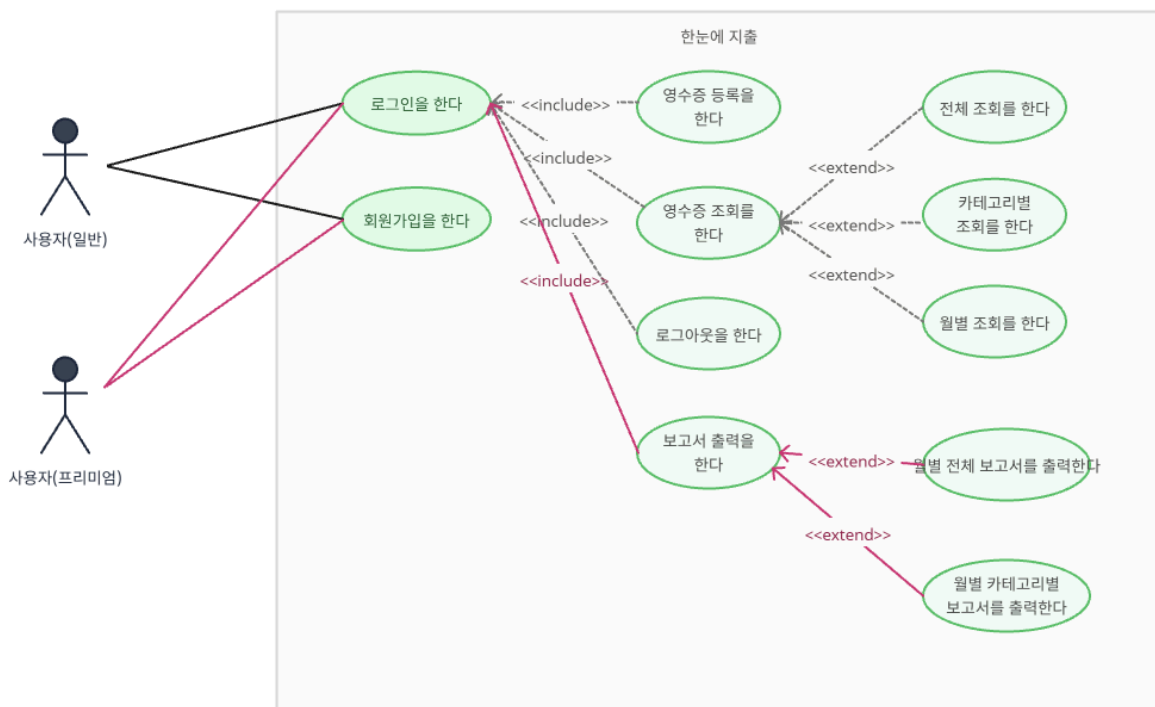 한눈에 지출
로그인을 한다
회원가입을 한다
사용자(일반)
사용자(프리미엄)
<<include>>
<<include>>
<<include>>
<<include>>
영수증 등록을
한다
영수증 조회를
한다
로그아웃을 한다
보고서 출력을
한다
<<extend>>
<<extend>>
<<extend>>
<<extend>>
<<extend>>
전체 조회를 한다
카테고리별
조회를 한다
월별 조회를 한다
월별 전체 보고서를 출력한다
월별 카테고리별
보고서를 출력한다